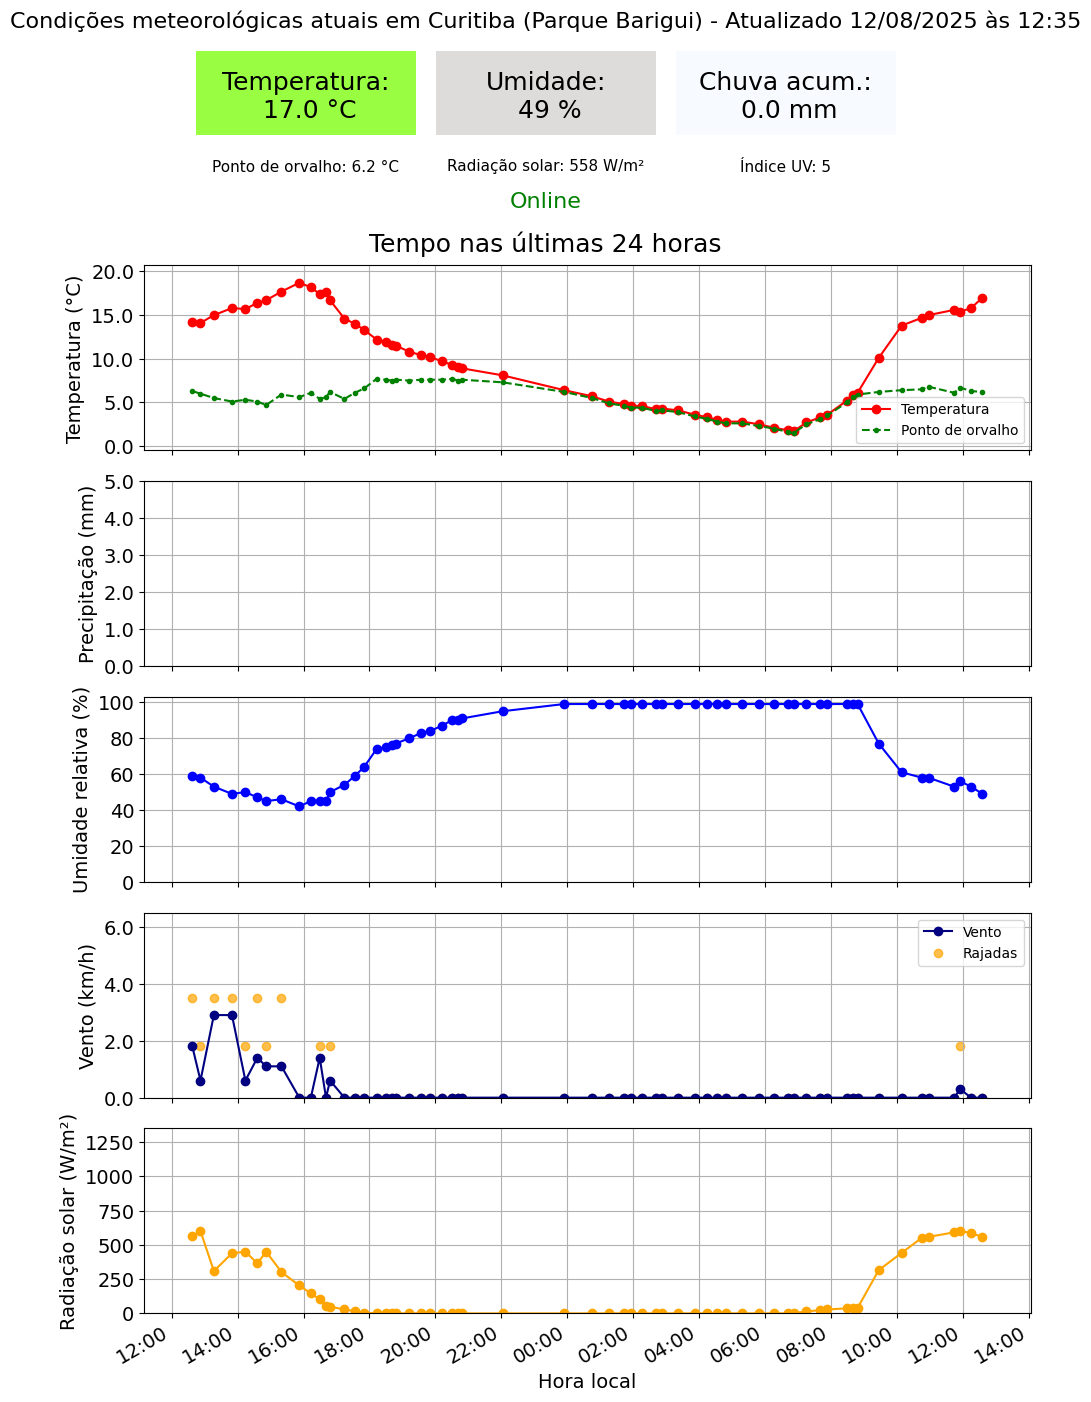 Condições meteorológicas atuais em Curitiba (Parque Barigui) - Atualizado 12/08/2025 às 12:35
Temperatura:
17.0 °C
Umidade:
49 %
Chuva acum.:
0.0 mm
Ponto de orvalho: 6.2 °C
Radiação solar: 558 W/m²
Índice UV: 5
Online
Tempo nas últimas 24 horas
Temperatura (°C)
20.0
15.0
10.0
5.0
0.0
Temperatura
Ponto de orvalho
Precipitação (mm)
5.0
4.0
3.0
2.0
1.0
0.0
Umidade relativa (%)
100
80
60
40
20
0
Vento (km/h)
6.0
4.0
2.0
0.0
Vento
Rajadas
Radiação solar (W/m²)
1250
1000
750
500
250
0
12:00
14:00
16:00
18:00
20:00
22:00
00:00
02:00
04:00
06:00
08:00
10:00
12:00
14:00
Hora local